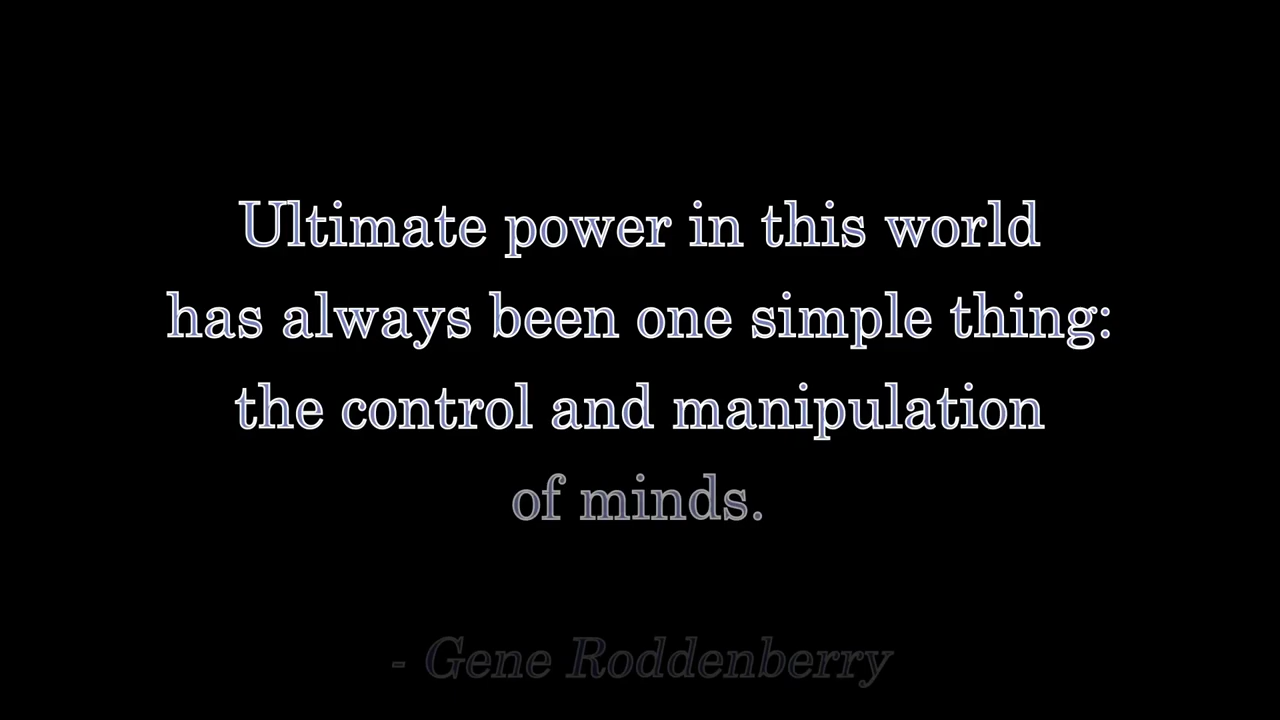 Ultimate power in this world
has always been one simple thing:
the control and manipulation
of minds.
- Gene Roddenberry